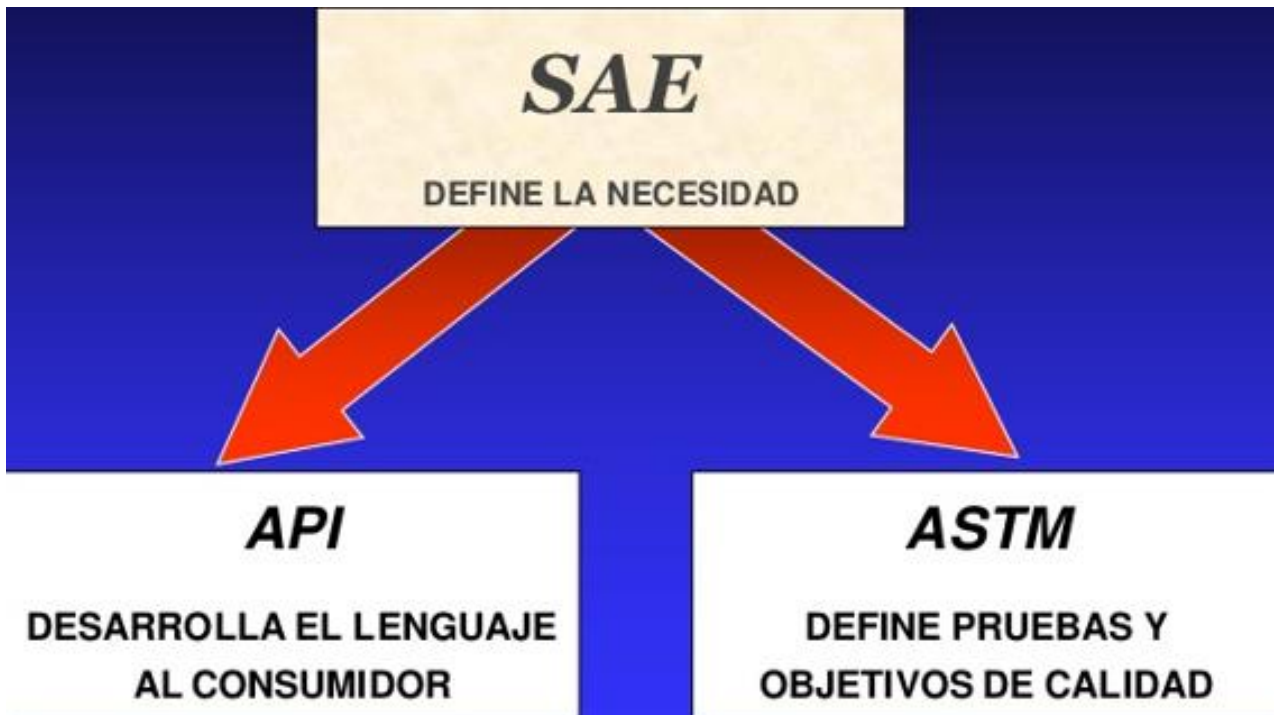 SAE
DEFINE LA NECESIDAD
API
DESARROLLA EL LENGUAJE
AL CONSUMIDOR
ASTM
DEFINE PRUEBAS Y
OBJETIVOS DE CALIDAD